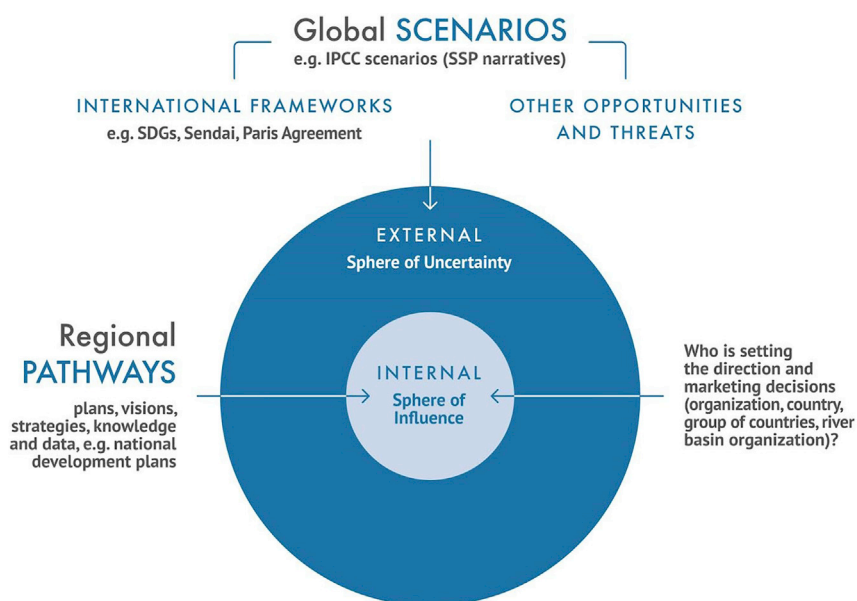 Global SCENARIOS
e.g. IPCC scenarios (SSP narratives)
INTERNATIONAL FRAMEWORKS
e.g. SDGs, Sendai, Paris Agreement
OTHER OPPORTUNITIES
AND THREATS
EXTERNAL
Sphere of Uncertainty
Regional
PATHWAYS
plans, visions,
strategies, knowledge
and data, e.g. national
development plans
INTERNAL
Sphere of
Influence
Who is setting
the direction and
marketing decisions
(organization, country,
group of countries, river
basin organization)?